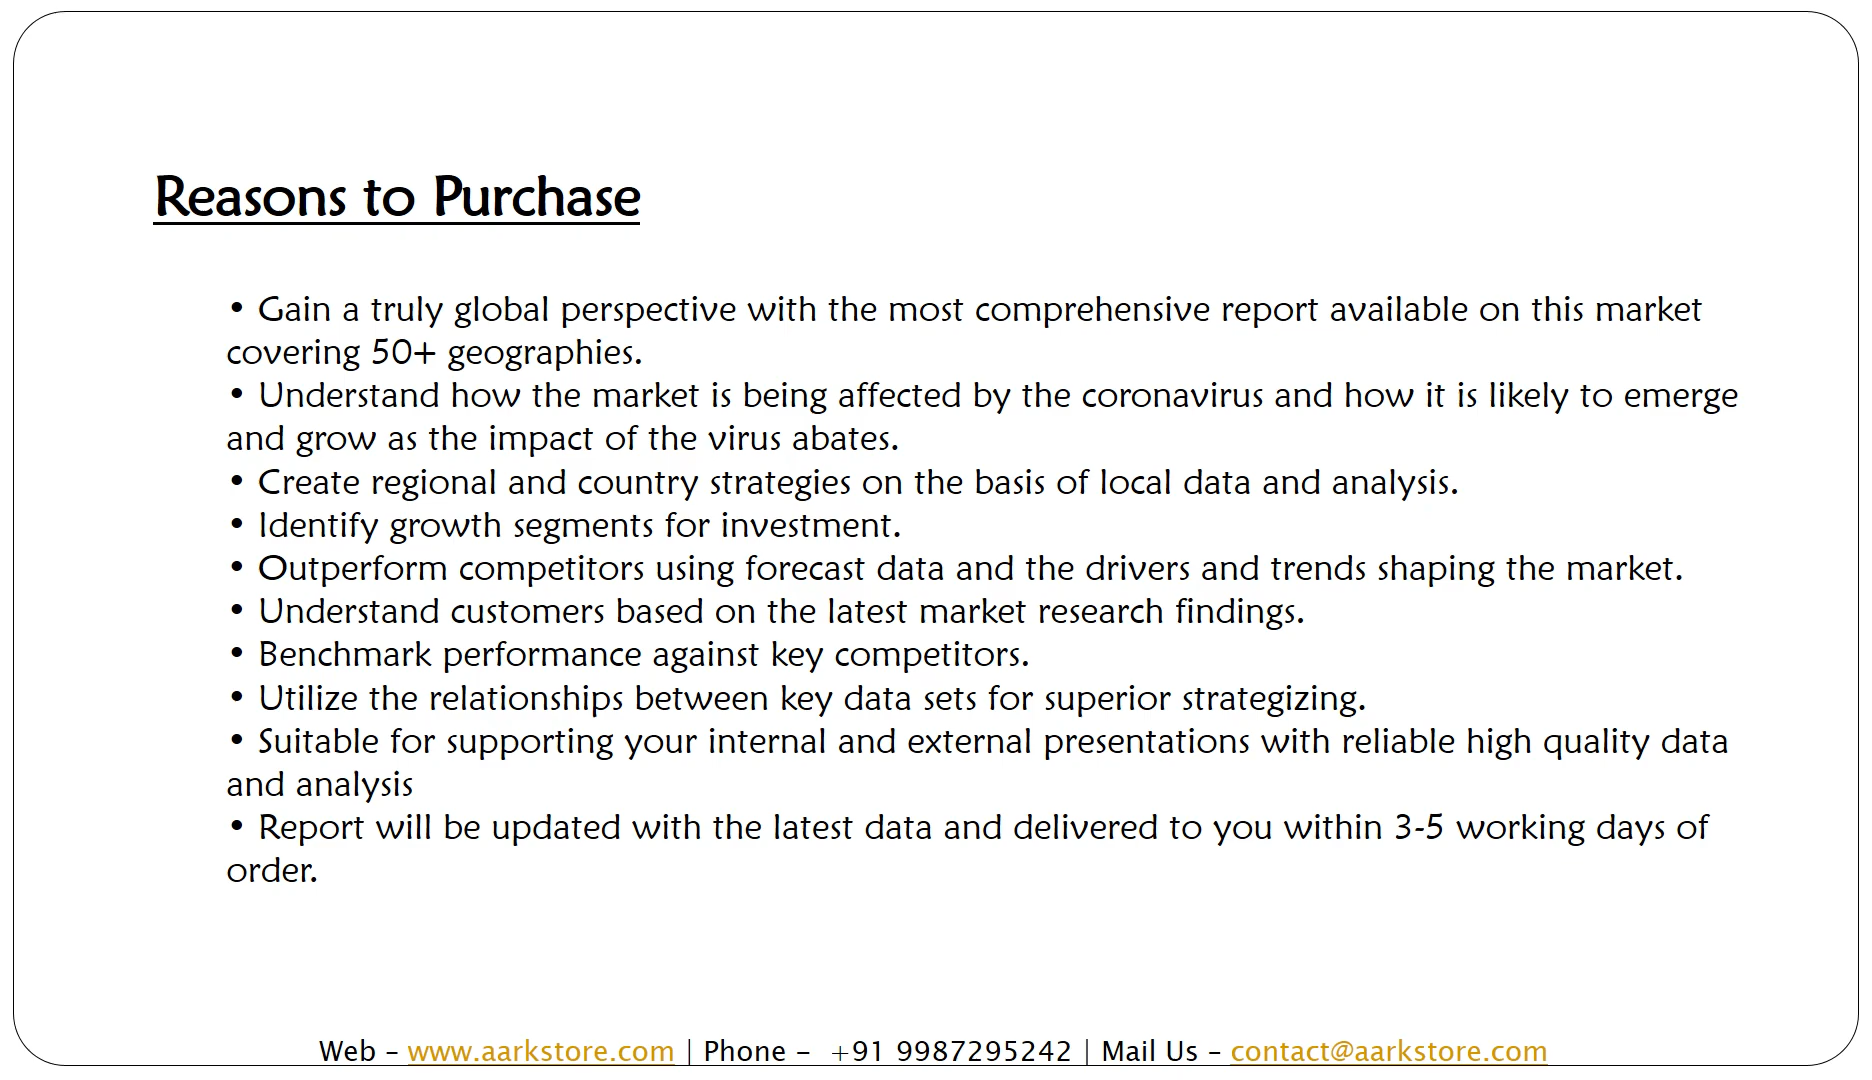 Reasons to Purchase
• Gain a truly global perspective with the most comprehensive report available on this market
covering 50+ geographies.
• Understand how the market is being affected by the coronavirus and how it is likely to emerge
and grow as the impact of the virus abates.
• Create regional and country strategies on the basis of local data and analysis.
• Identify growth segments for investment.
• Outperform competitors using forecast data and the drivers and trends shaping the market.
• Understand customers based on the latest market research findings.
• Benchmark performance against key competitors.
• Utilize the relationships between key data sets for superior strategizing.
• Suitable for supporting your internal and external presentations with reliable high quality data
and analysis
• Report will be updated with the latest data and delivered to you within 3-5 working days of
order.
Web – www.aarkstore.com | Phone – +91 9987295242 | Mail Us – contact@aarkstore.com